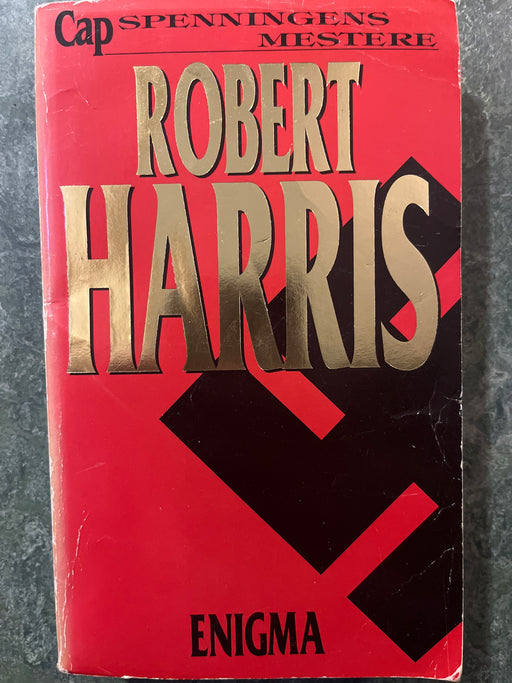 Cap SPENNINGENS
MESTERE
ROBERT
HARRIS
ENIGMA